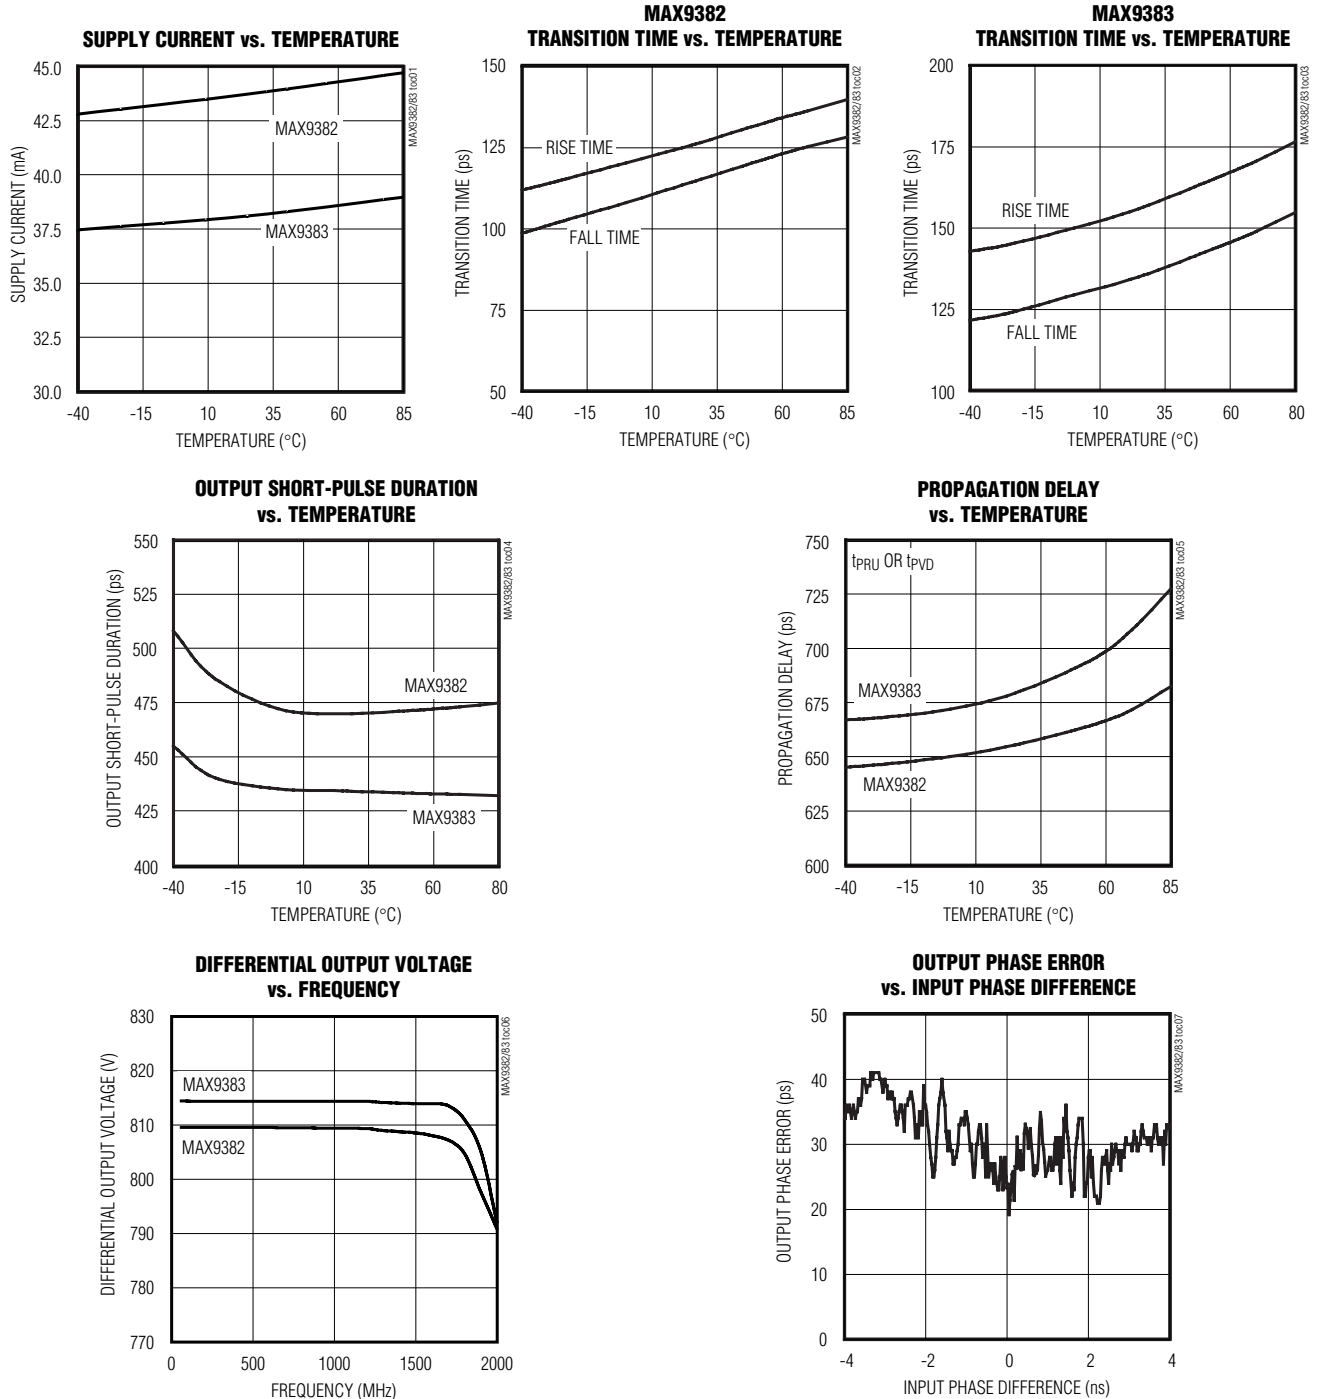 SUPPLY CURRENT vs. TEMPERATURE
45.0
42.5
40.0
37.5
35.0
32.5
30.0
SUPPLY CURRENT (mA)
MAX9382
MAX9383
-40 -15 10 35 60 85
TEMPERATURE (°C)
MAX9382/83 toc01
MAX9382
TRANSITION TIME vs. TEMPERATURE
150
125
100
75
50
TRANSITION TIME (ps)
RISE TIME
FALL TIME
-40 -15 10 35 60 85
TEMPERATURE (°C)
MAX9382/83 toc02
MAX9383
TRANSITION TIME vs. TEMPERATURE
200
175
150
125
100
TRANSITION TIME (ps)
RISE TIME
FALL TIME
-40 -15 10 35 60 80
TEMPERATURE (°C)
MAX9382/83 toc03
OUTPUT SHORT-PULSE DURATION
vs. TEMPERATURE
550
525
500
475
450
425
400
OUTPUT SHORT-PULSE DURATION (ps)
MAX9382
MAX9383
-40 -15 10 35 60 80
TEMPERATURE (°C)
MAX9382/83 toc04
PROPAGATION DELAY
vs. TEMPERATURE
750
725
700
675
650
625
600
PROPAGATION DELAY (ps)
tPRU OR tPVD
MAX9383
MAX9382
-40 -15 10 35 60 85
TEMPERATURE (°C)
MAX9382/83 toc05
DIFFERENTIAL OUTPUT VOLTAGE
vs. FREQUENCY
830
820
810
800
790
780
770
DIFFERENTIAL OUTPUT VOLTAGE (V)
MAX9383
MAX9382
0 500 1000 1500 2000
FREQUENCY (MHz)
MAX9382/83 toc06
OUTPUT PHASE ERROR
vs. INPUT PHASE DIFFERENCE
50
40
30
20
10
0
OUTPUT PHASE ERROR (ps)
-4 -2 0 2 4
INPUT PHASE DIFFERENCE (ns)
MAX9382/83 toc07